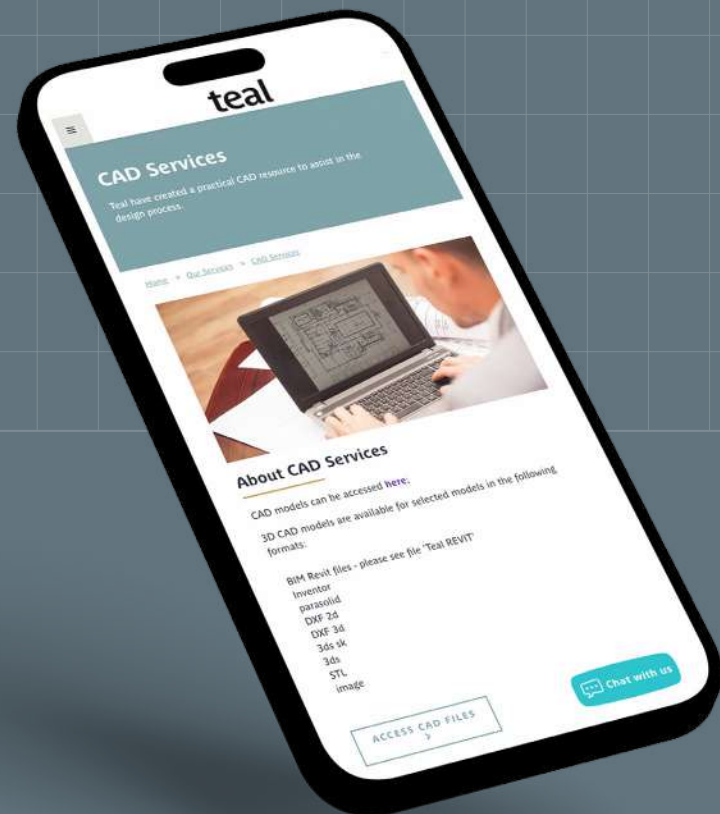 teal
CAD Services
Teal have created a practical CAD resource to assist in the
design process.
Home » Our Services » CAD Services
About CAD Services
CAD models can be accessed here:
3D CAD models are available for selected models in the following
formats:
BIM Revit files - please see file 'Teal REVIT'
Inventor
parasolid
DXF 2d
DXF 3d
3ds sk
3ds
STL
image
ACCESS CAD FILES
›
Chat with us